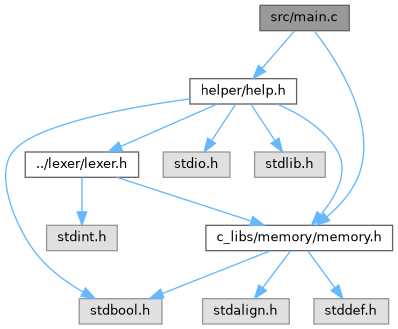 src/main.c
helper/help.h
../lexer/lexer.h
stdio.h
stdlib.h
stdint.h
c_libs/memory/memory.h
stdbool.h
stdalign.h
stddef.h